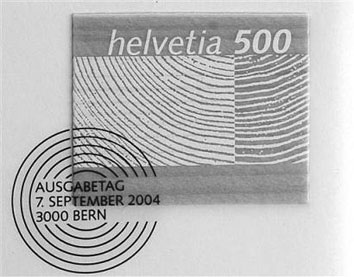 helvetia 500
AUSGABETAG
7. SEPTEMBER 2004
3000 BERN